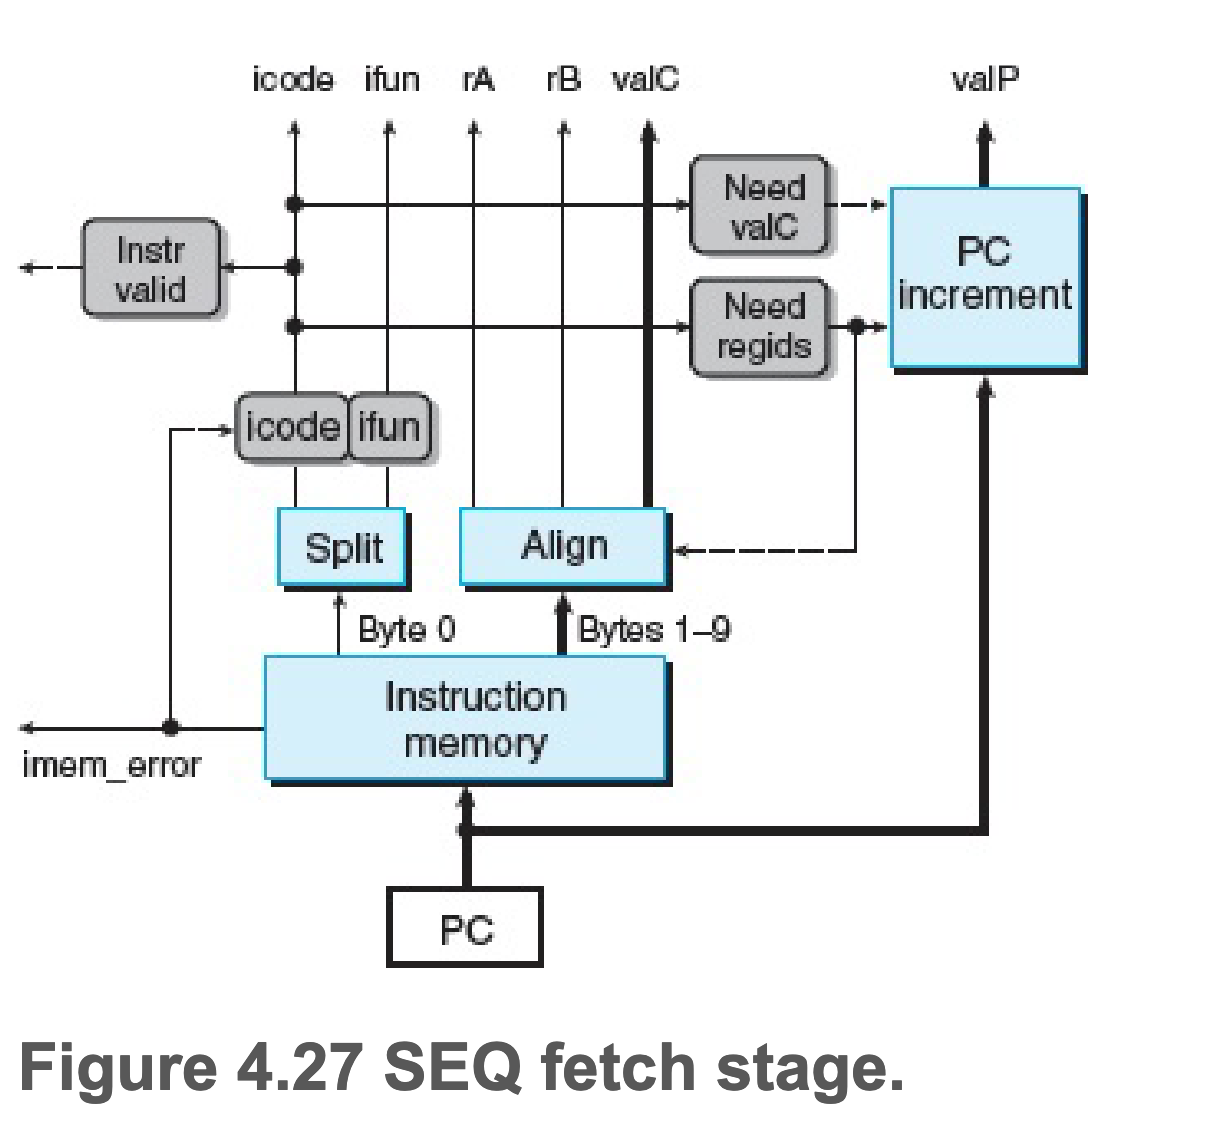 icode ifun rA rB valC valP
Need
valC
Instr
valid
PC
increment
Need
regids
icode ifun
Split
Align
Byte 0
Bytes 1–9
Instruction
memory
imem_error
PC
Figure 4.27 SEQ fetch stage.